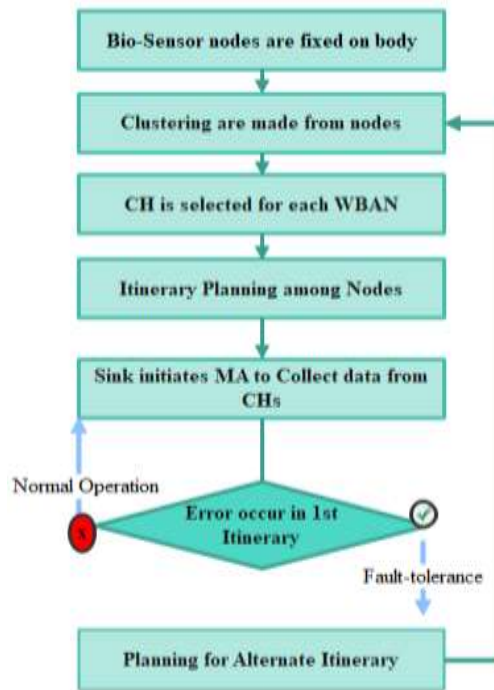 Bio-Sensor nodes are fixed on body
Clustering are made from nodes
CH is selected for each WBAN
Itinerary Planning among Nodes
Sink initiates MA to Collect data from
CHs
Normal Operation
Error occur in 1st
Itinerary
x
Fault-tolerance
Planning for Alternate Itinerary